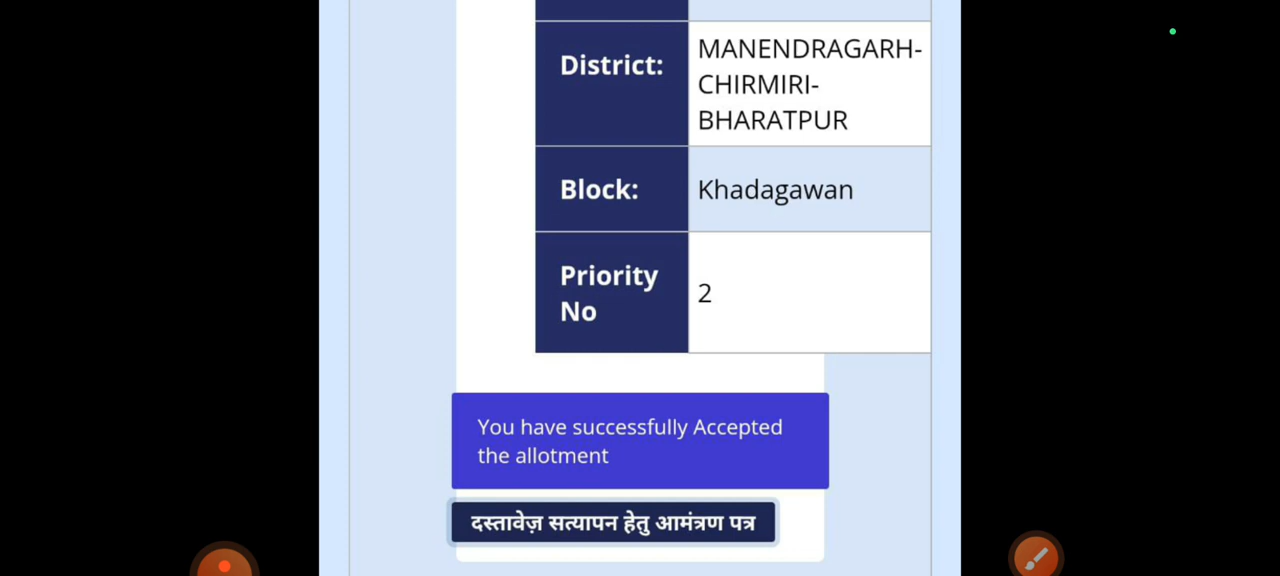 District:
MANENDRAGARH-
CHIRMIRI-
BHARATPUR
Block:
Khadagawan
Priority
No
2
You have successfully Accepted
the allotment
दस्तावेज़ सत्यापन हेतु आमंत्रण पत्र